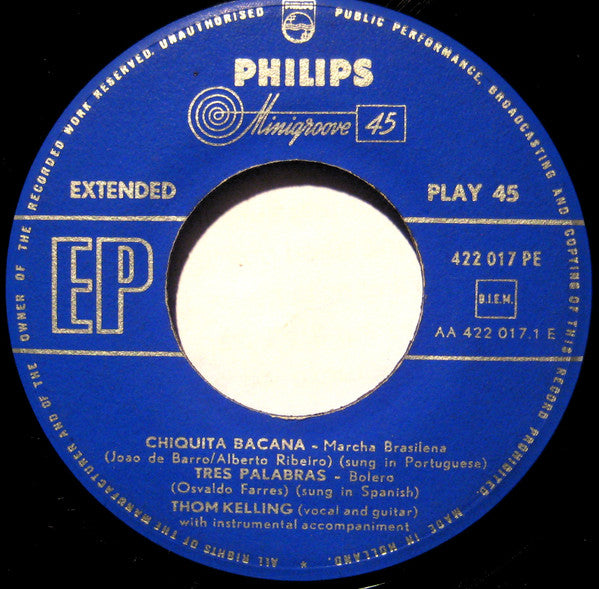 ALL RIGHTS OF THE MANUFACTURER AND OF THE OWNER OF THE RECORDED WORK RESERVED. UNAUTHORISED PUBLIC PERFORMANCE, BROADCASTING AND COPYING OF THIS RECORD PROHIBITED. MADE IN HOLLAND. *
PHILIPS
PHILIPS
Minigroove 45
EXTENDED PLAY 45
EP
422 017 PE
B.I.E.M.
AA 422 017.1 E
CHIQUITA BACANA - Marcha Brasilena
(Joao de Barro/Alberto Ribeiro) (sung in Portuguese)
TRES PALABRAS - Bolero
(Osvaldo Farres) (sung in Spanish)
THOM KELLING (vocal and guitar)
with instrumental accompaniment